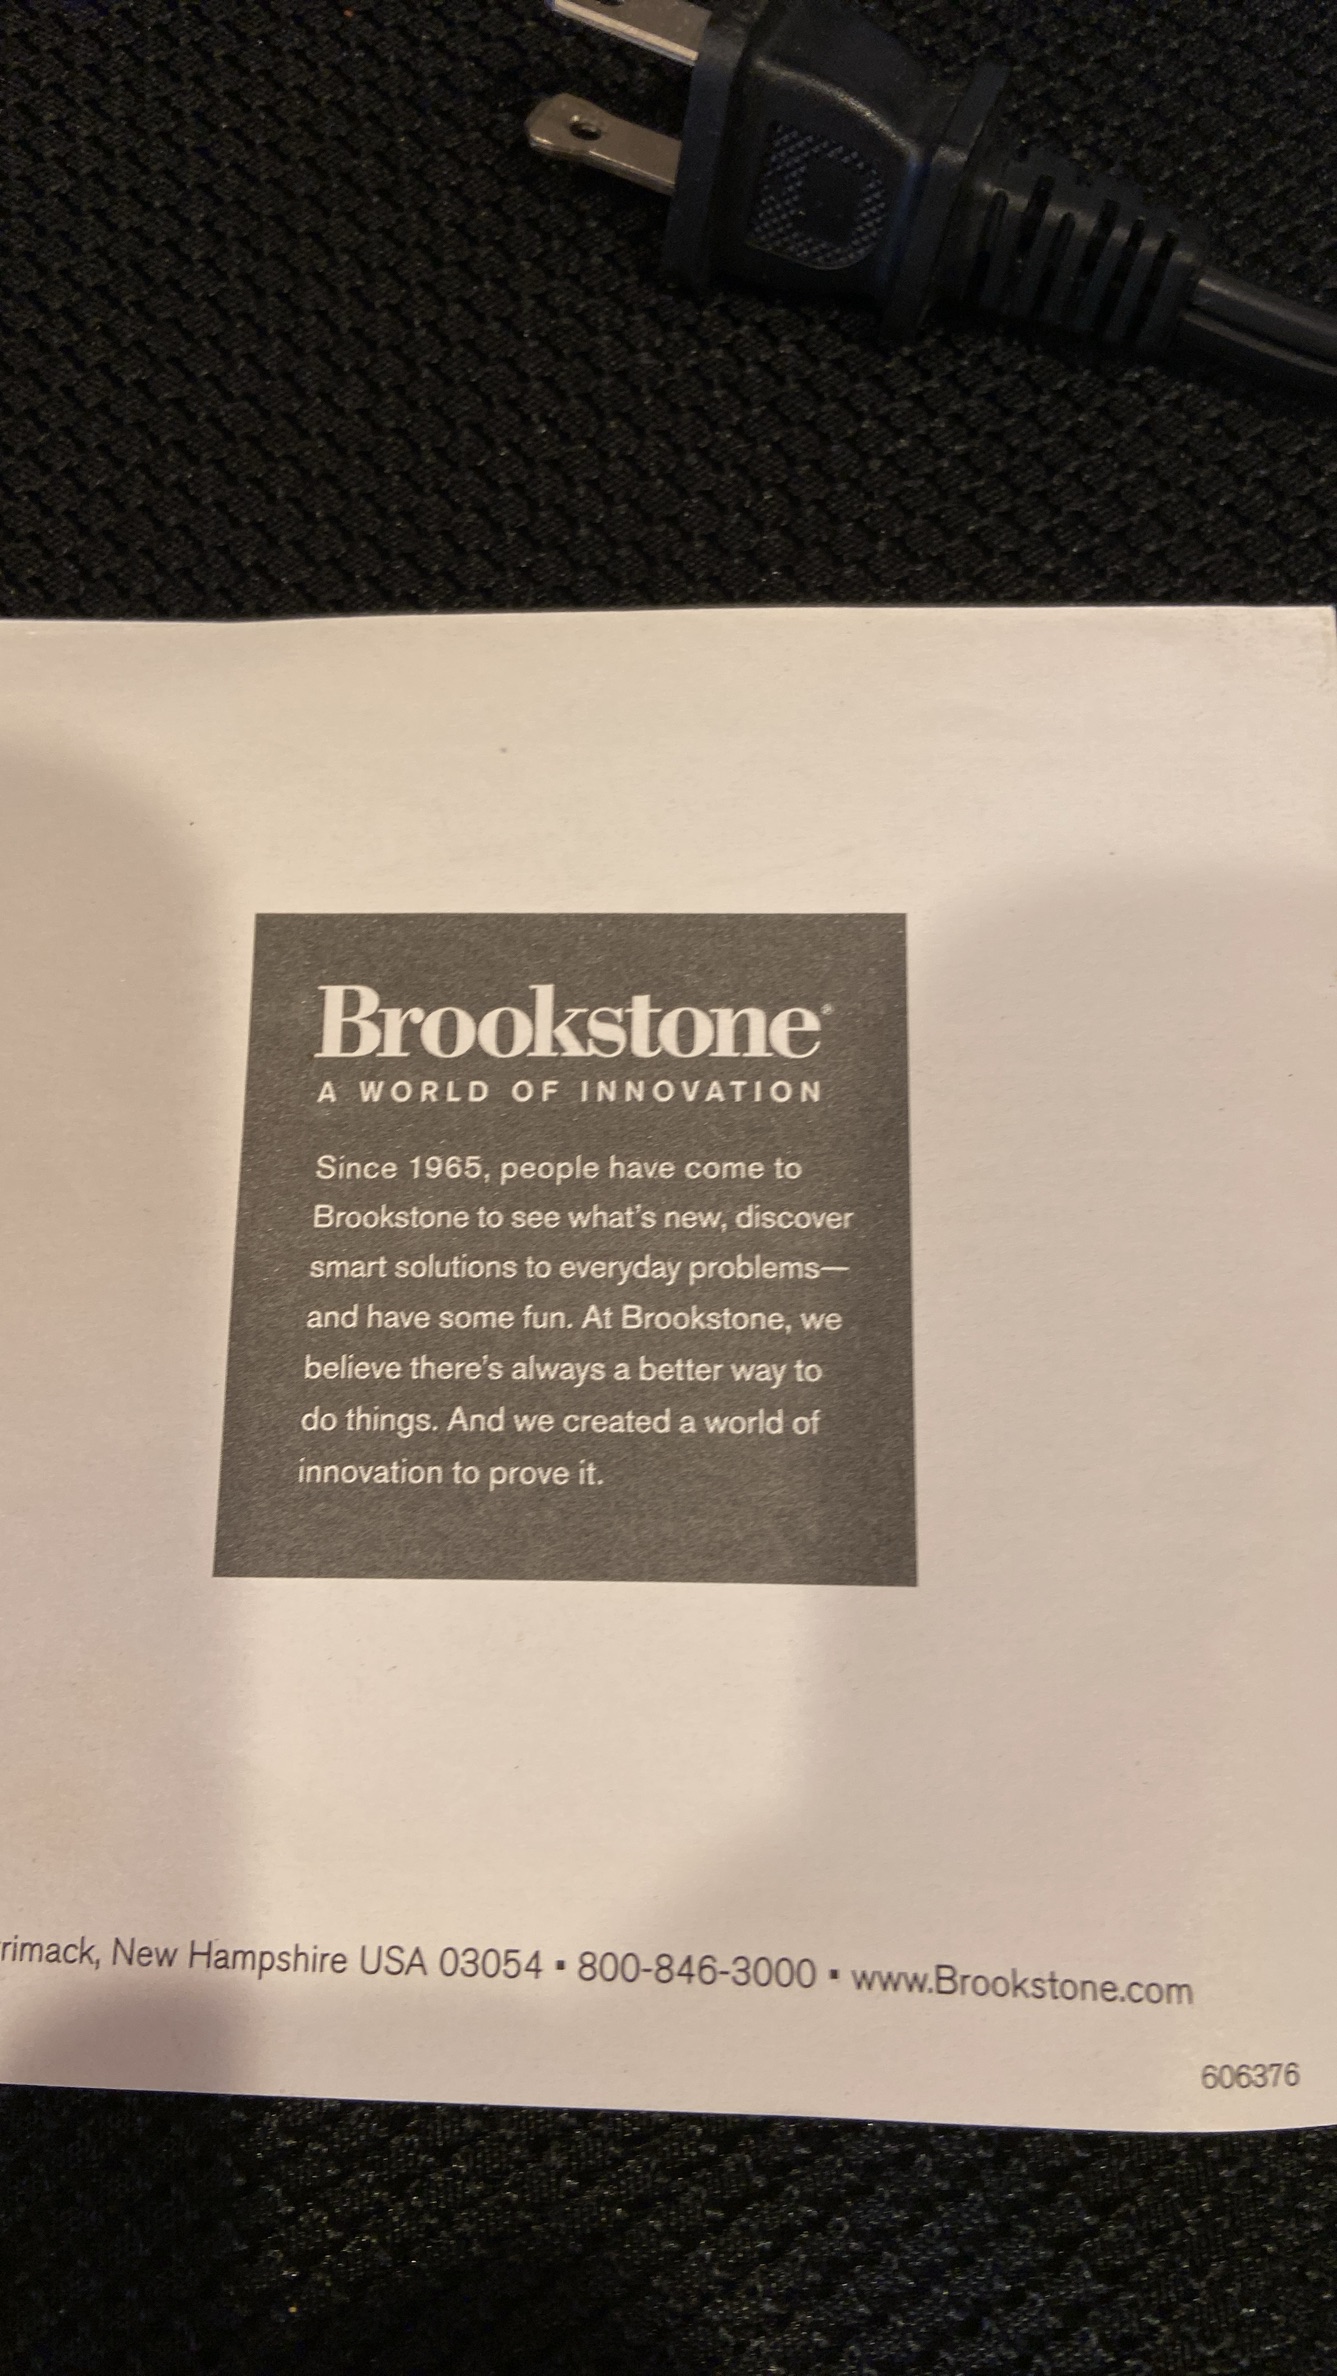 Brookstone®
A WORLD OF INNOVATION
Since 1965, people have come to
Brookstone to see what's new, discover
smart solutions to everyday problems—
and have some fun. At Brookstone, we
believe there's always a better way to
do things. And we created a world of
innovation to prove it.
rimack, New Hampshire USA 03054 ▪ 800-846-3000 ▪ www.Brookstone.com
606376